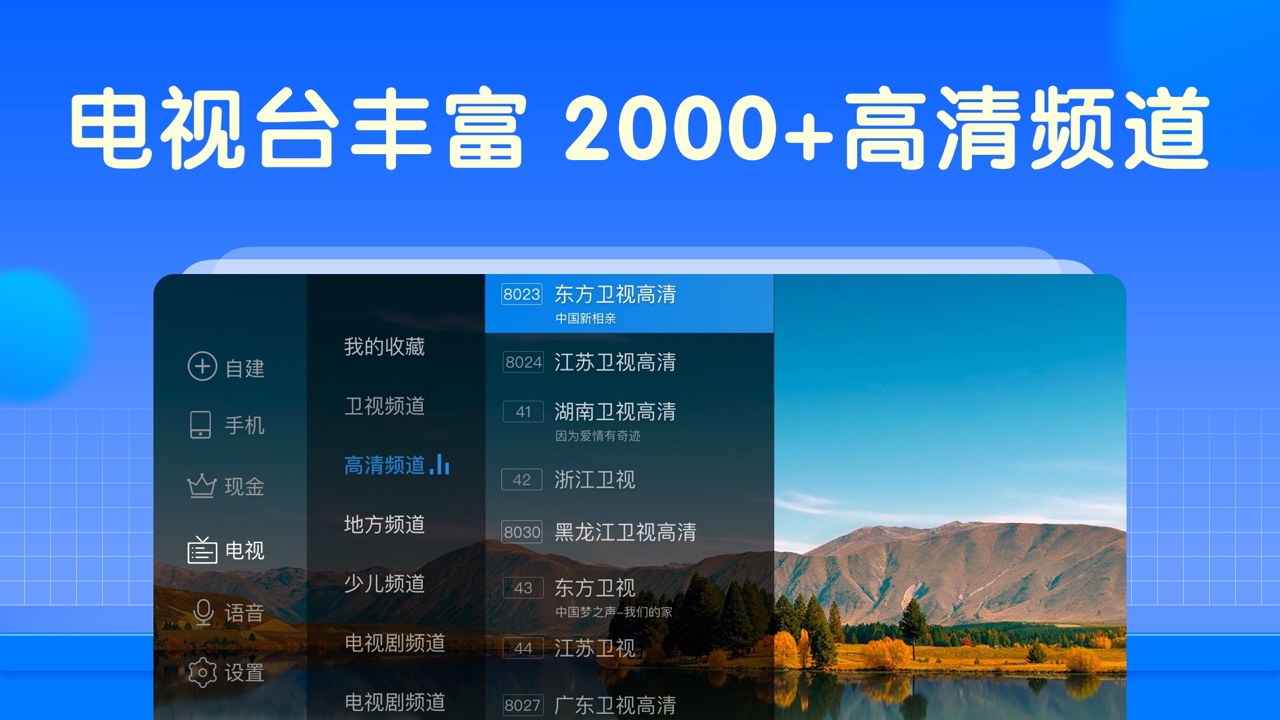 电视台丰富 2000+高清频道
自建
手机
现金
电视
语音
设置
我的收藏
卫视频道
高清频道
地方频道
少儿频道
电视剧频道
电视剧频道
8023 东方卫视高清
中国新相亲
8024 江苏卫视高清
41 湖南卫视高清
因为爱情有奇迹
42 浙江卫视
8030 黑龙江卫视高清
43 东方卫视
中国梦之声-我们的家
44 江苏卫视
8027 广东卫视高清